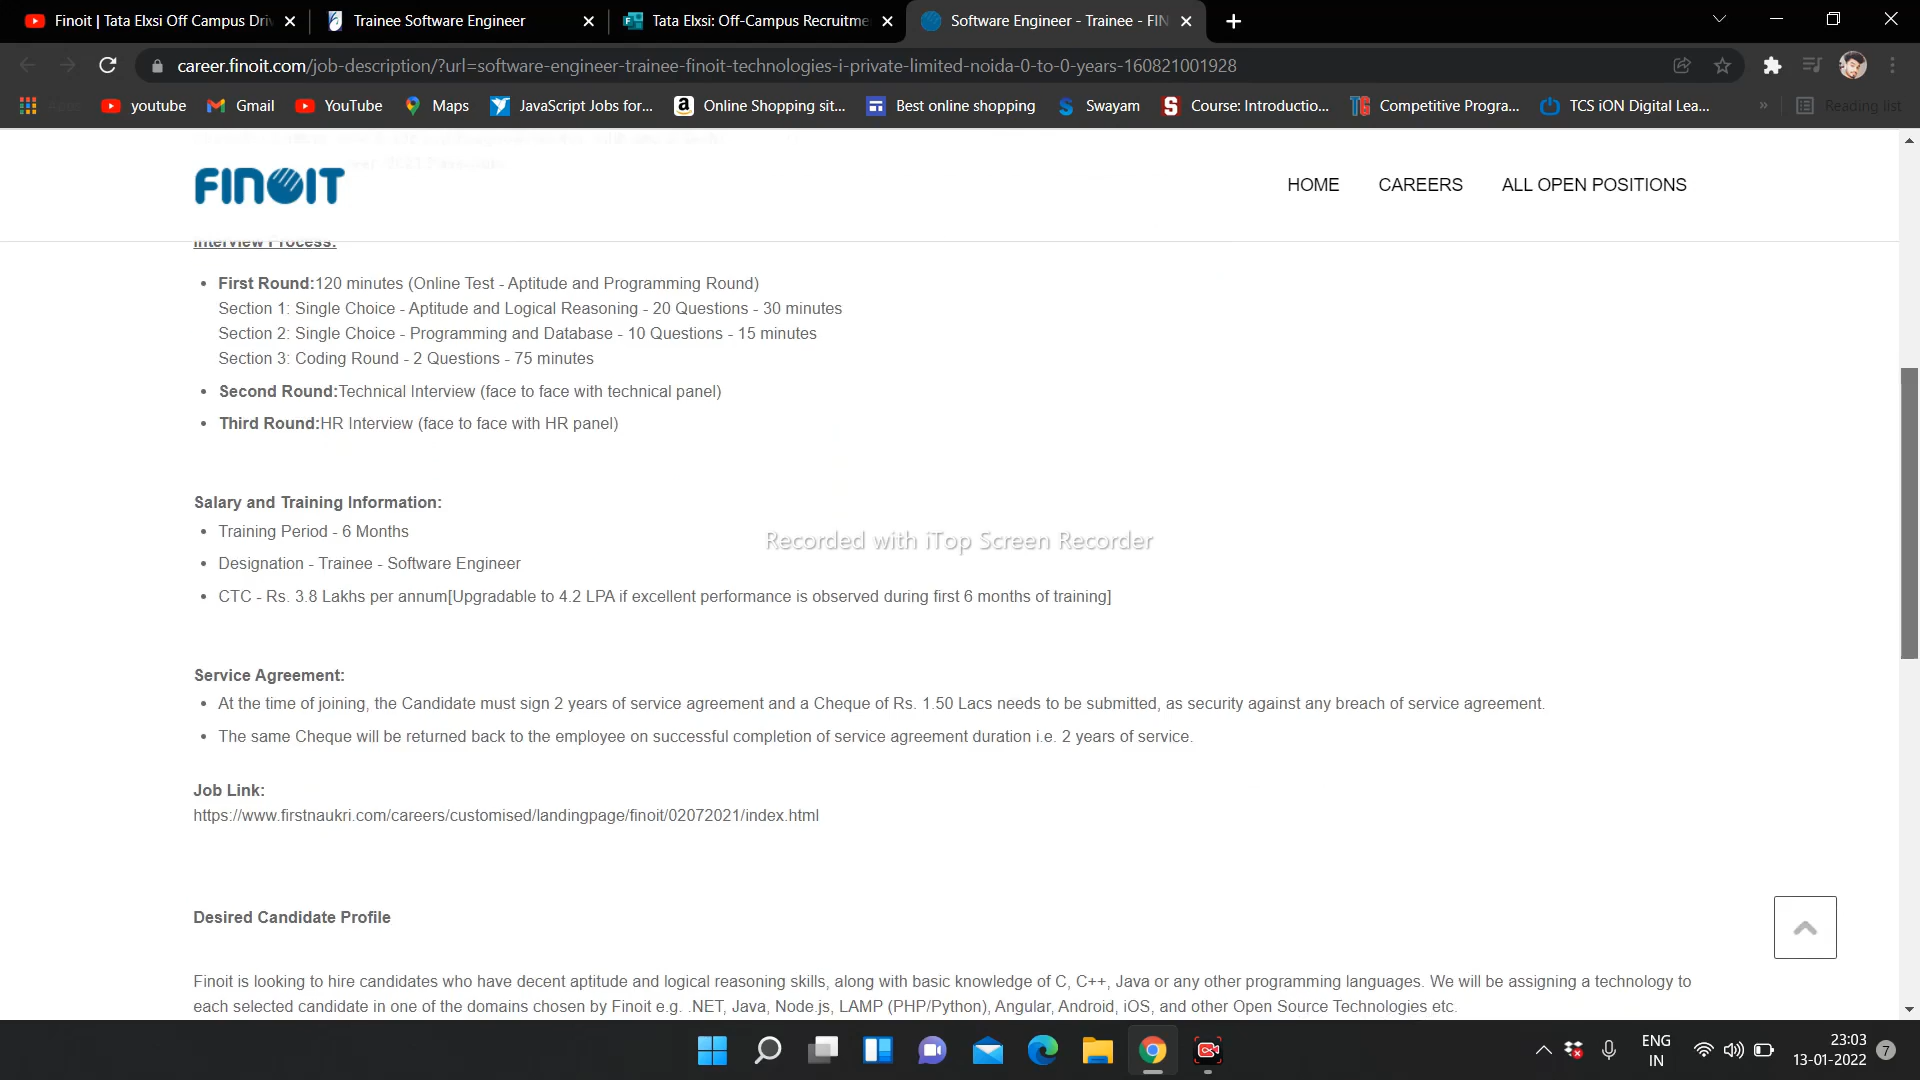 Finoit | Tata Elxsi Off Campus Driv
Trainee Software Engineer
Tata Elxsi: Off-Campus Recruitme
Software Engineer - Trainee - FIN
career.finoit.com/job-description/?url=software-engineer-trainee-finoit-technologies-i-private-limited-noida-0-to-0-years-160821001928
Apps
youtube
Gmail
YouTube
Maps
JavaScript Jobs for...
Online Shopping sit...
Best online shopping
Swayam
Course: Introductio...
Competitive Progra...
TCS iON Digital Lea...
»
Reading list
FINOIT
HOME
CAREERS
ALL OPEN POSITIONS
Interview Process:
• First Round:120 minutes (Online Test - Aptitude and Programming Round)
Section 1: Single Choice - Aptitude and Logical Reasoning - 20 Questions - 30 minutes
Section 2: Single Choice - Programming and Database - 10 Questions - 15 minutes
Section 3: Coding Round - 2 Questions - 75 minutes
• Second Round:Technical Interview (face to face with technical panel)
• Third Round:HR Interview (face to face with HR panel)
Salary and Training Information:
• Training Period - 6 Months
Recorded with iTop Screen Recorder
• Designation - Trainee - Software Engineer
• CTC - Rs. 3.8 Lakhs per annum[Upgradable to 4.2 LPA if excellent performance is observed during first 6 months of training]
Service Agreement:
• At the time of joining, the Candidate must sign 2 years of service agreement and a Cheque of Rs. 1.50 Lacs needs to be submitted, as security against any breach of service agreement.
• The same Cheque will be returned back to the employee on successful completion of service agreement duration i.e. 2 years of service.
Job Link:
https://www.firstnaukri.com/careers/customised/landingpage/finoit/02072021/index.html
Desired Candidate Profile
Finoit is looking to hire candidates who have decent aptitude and logical reasoning skills, along with basic knowledge of C, C++, Java or any other programming languages. We will be assigning a technology to
each selected candidate in one of the domains chosen by Finoit e.g. .NET, Java, Node.js, LAMP (PHP/Python), Angular, Android, iOS, and other Open Source Technologies etc.
ENG
IN
23:03
13-01-2022
7